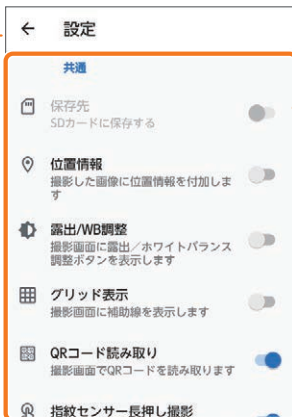 設定
共通
保存先
SDカードに保存する
位置情報
撮影した画像に位置情報を付加しま
す
露出/WB調整
撮影画面に露出／ホワイトバランス
調整ボタンを表示します
グリッド表示
撮影画面に補助線を表示します
QRコード読み取り
撮影画面でQRコードを読み取ります
指紋センサー長押し撮影